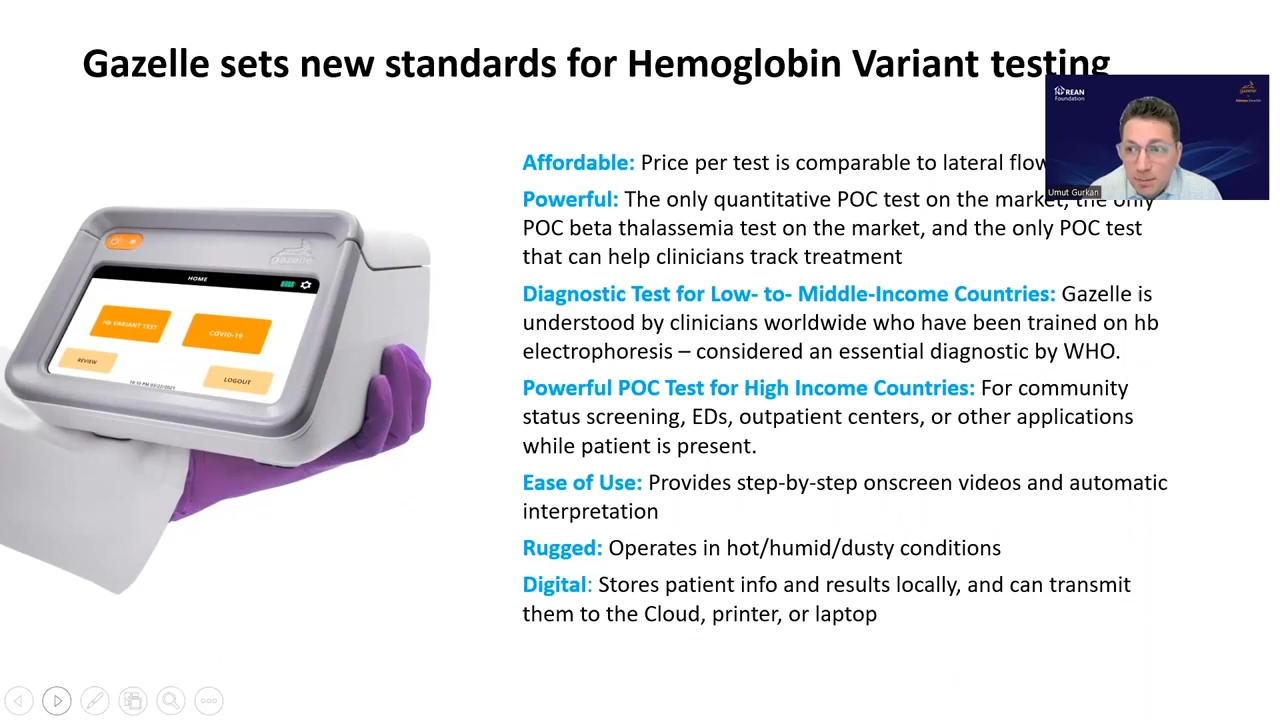 Gazelle sets new standards for Hemoglobin Variant testing
REAN
Foundation
gazelle
Umut Gurkan
Affordable: Price per test is comparable to lateral flow
Powerful: The only quantitative POC test on the market, the only
POC beta thalassemia test on the market, and the only POC test
that can help clinicians track treatment
Diagnostic Test for Low- to- Middle-Income Countries: Gazelle is
understood by clinicians worldwide who have been trained on hb
electrophoresis – considered an essential diagnostic by WHO.
Powerful POC Test for High Income Countries: For community
status screening, EDs, outpatient centers, or other applications
while patient is present.
Ease of Use: Provides step-by-step onscreen videos and automatic
interpretation
Rugged: Operates in hot/humid/dusty conditions
Digital: Stores patient info and results locally, and can transmit
them to the Cloud, printer, or laptop
gazelle
HOME
Hb VARIANT TEST
COVID-19
REVIEW
LOGOUT